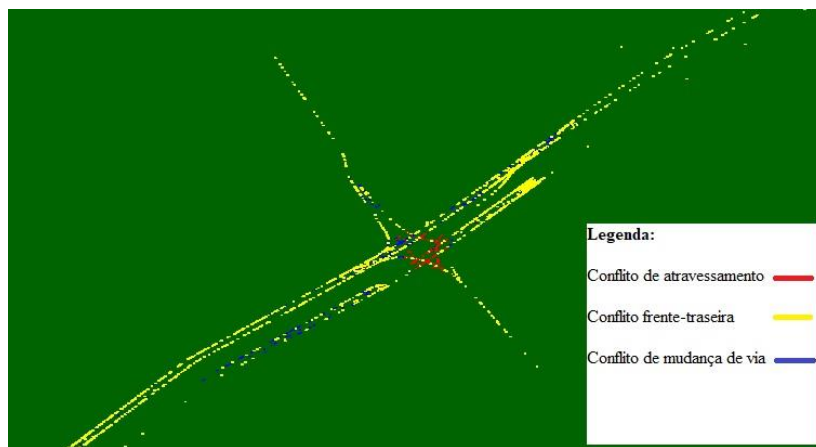 Legenda:
Conflito de atravessamento
Conflito frente-traseira
Conflito de mudança de via